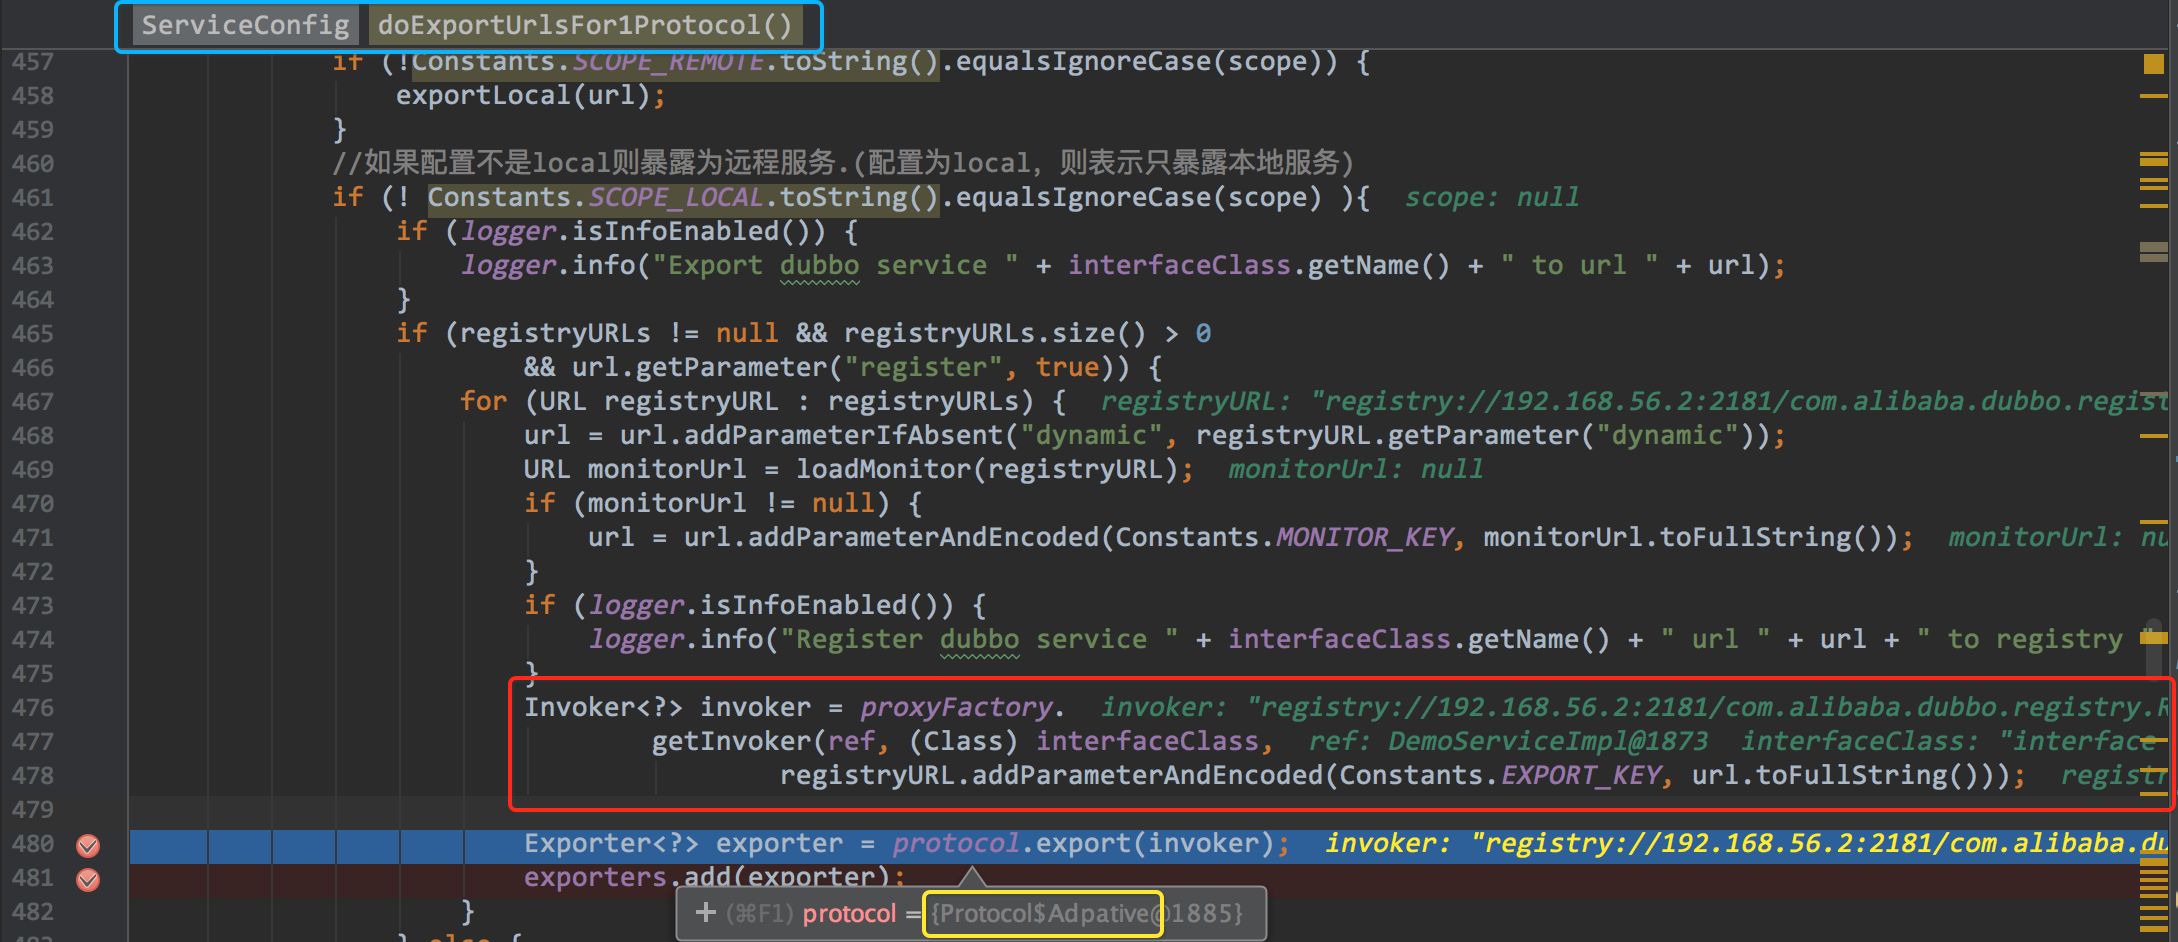 ServiceConfig doExportUrlsFor1Protocol()
457 if (!Constants.SCOPE_REMOTE.toString().equalsIgnoreCase(scope)) {
458 exportLocal(url);
459 }
460 //如果配置不是local则暴露为远程服务.(配置为local，则表示只暴露本地服务)
461 if (! Constants.SCOPE_LOCAL.toString().equalsIgnoreCase(scope) ){ scope: null
462 if (logger.isInfoEnabled()) {
463 logger.info("Export dubbo service " + interfaceClass.getName() + " to url " + url);
464 }
465 if (registryURLs != null && registryURLs.size() > 0
466 && url.getParameter("register", true)) {
467 for (URL registryURL : registryURLs) { registryURL: "registry://192.168.56.2:2181/com.alibaba.dubbo.regist
468 url = url.addParameterIfAbsent("dynamic", registryURL.getParameter("dynamic"));
469 URL monitorUrl = loadMonitor(registryURL); monitorUrl: null
470 if (monitorUrl != null) {
471 url = url.addParameterAndEncoded(Constants.MONITOR_KEY, monitorUrl.toFullString()); monitorUrl: nu
472 }
473 if (logger.isInfoEnabled()) {
474 logger.info("Register dubbo service " + interfaceClass.getName() + " url " + url + " to registry "
475 }
476 Invoker<?> invoker = proxyFactory. invoker: "registry://192.168.56.2:2181/com.alibaba.dubbo.registry.R
477 getInvoker(ref, (Class) interfaceClass, ref: DemoServiceImpl@1873 interfaceClass: "interface
478 registryURL.addParameterAndEncoded(Constants.EXPORT_KEY, url.toFullString())); registr
479
480 Exporter<?> exporter = protocol.export(invoker); invoker: "registry://192.168.56.2:2181/com.alibaba.du
481 exporters.add(exporter);
482 }
+ (⌘F1) protocol = {Protocol$Adpative@1885}
} else {